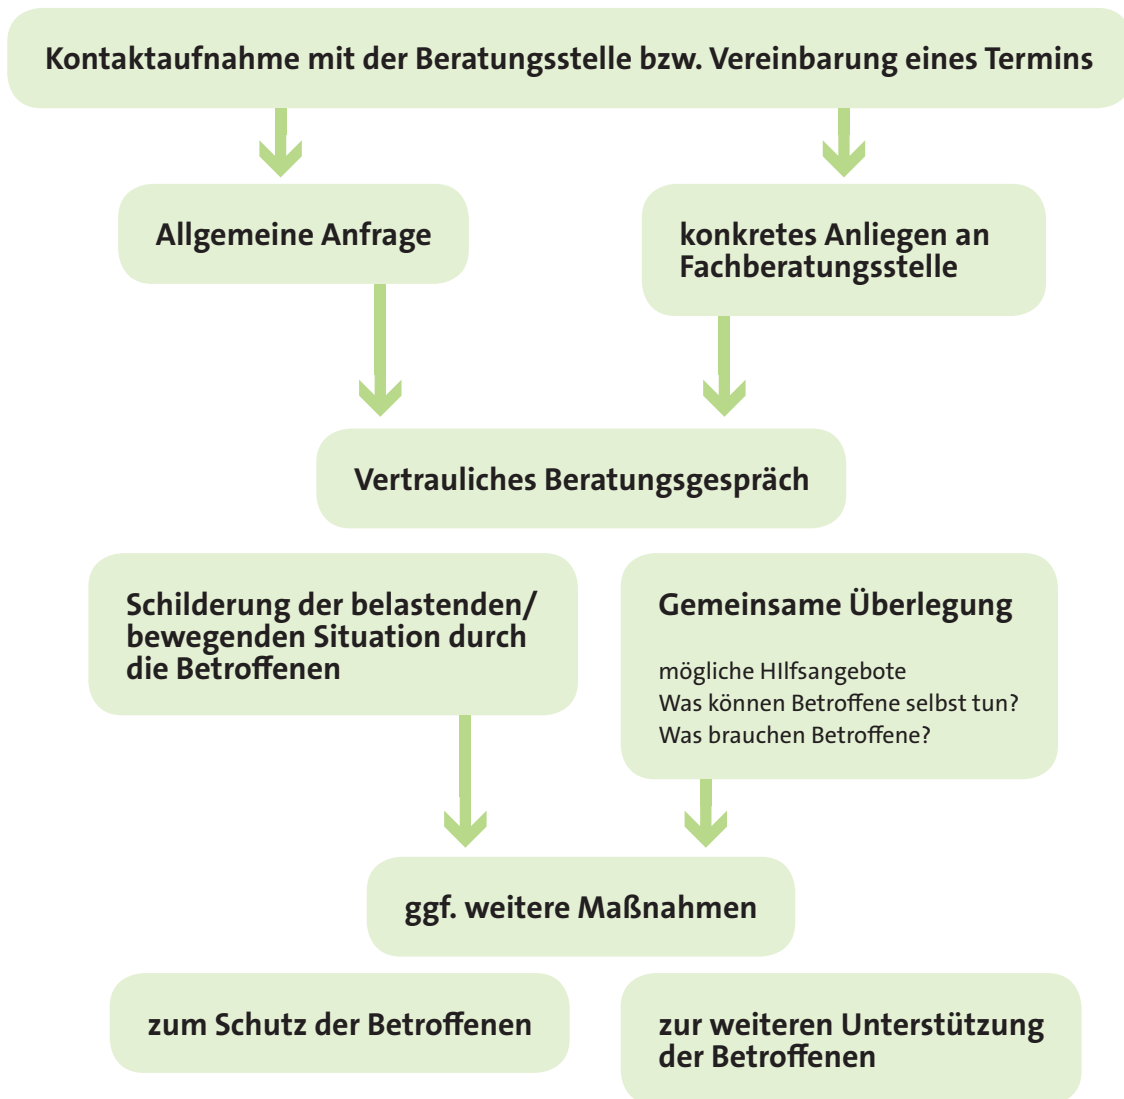 Kontaktaufnahme mit der Beratungsstelle bzw. Vereinbarung eines Termins
Allgemeine Anfrage
konkretes Anliegen an
Fachberatungsstelle
Vertrauliches Beratungsgespräch
Schilderung der belastenden/
bewegenden Situation durch
die Betroffenen
Gemeinsame Überlegung
mögliche HIlfsangebote
Was können Betroffene selbst tun?
Was brauchen Betroffene?
ggf. weitere Maßnahmen
zum Schutz der Betroffenen
zur weiteren Unterstützung
der Betroffenen